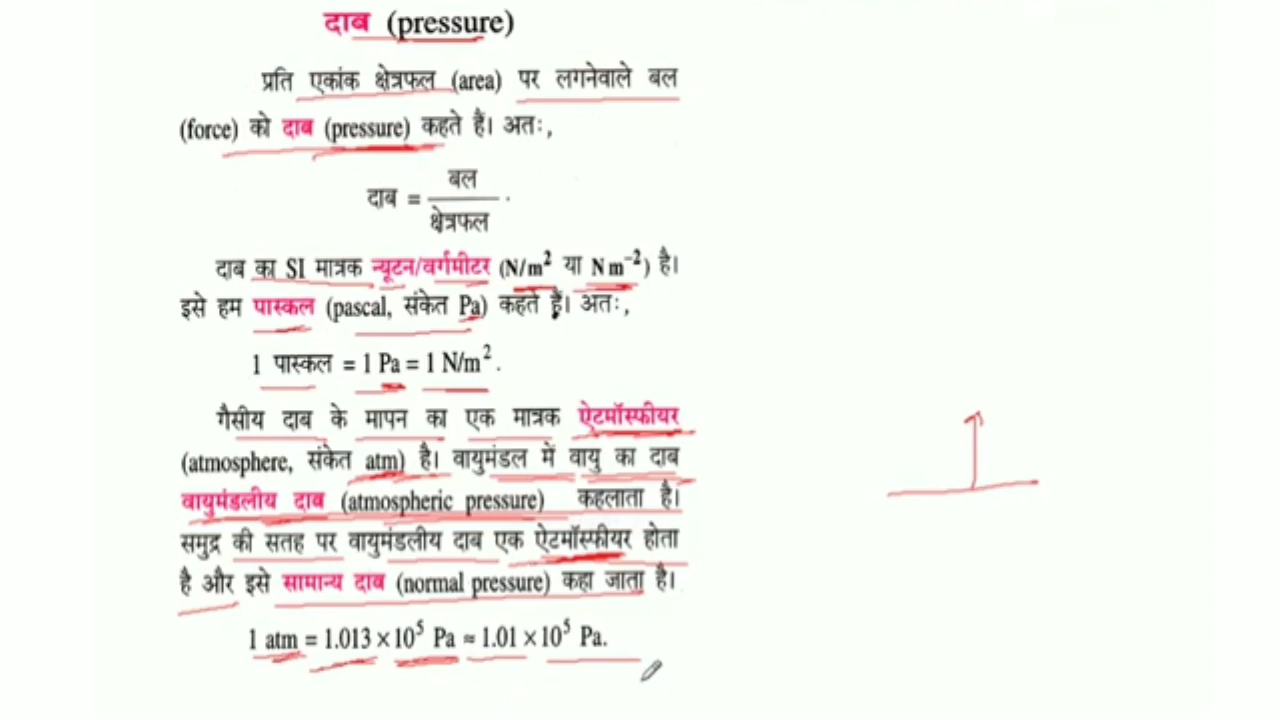 दाब (pressure)
प्रति एकांक क्षेत्रफल (area) पर लगनेवाले बल
(force) को दाब (pressure) कहते हैं। अतः,
दाब = बल / क्षेत्रफल .
दाब का SI मात्रक न्यूटन/वर्गमीटर (N/m² या N m⁻²) है।
इसे हम पास्कल (pascal, संकेत Pa) कहते हैं। अतः,
1 पास्कल = 1 Pa = 1 N/m².
गैसीय दाब के मापन का एक मात्रक ऐटमॉस्फीयर
(atmosphere, संकेत atm) है। वायुमंडल में वायु का दाब
वायुमंडलीय दाब (atmospheric pressure) कहलाता है।
समुद्र की सतह पर वायुमंडलीय दाब एक ऐटमॉस्फीयर होता
है और इसे सामान्य दाब (normal pressure) कहा जाता है।
1 atm = 1.013 × 10⁵ Pa ≈ 1.01 × 10⁵ Pa.